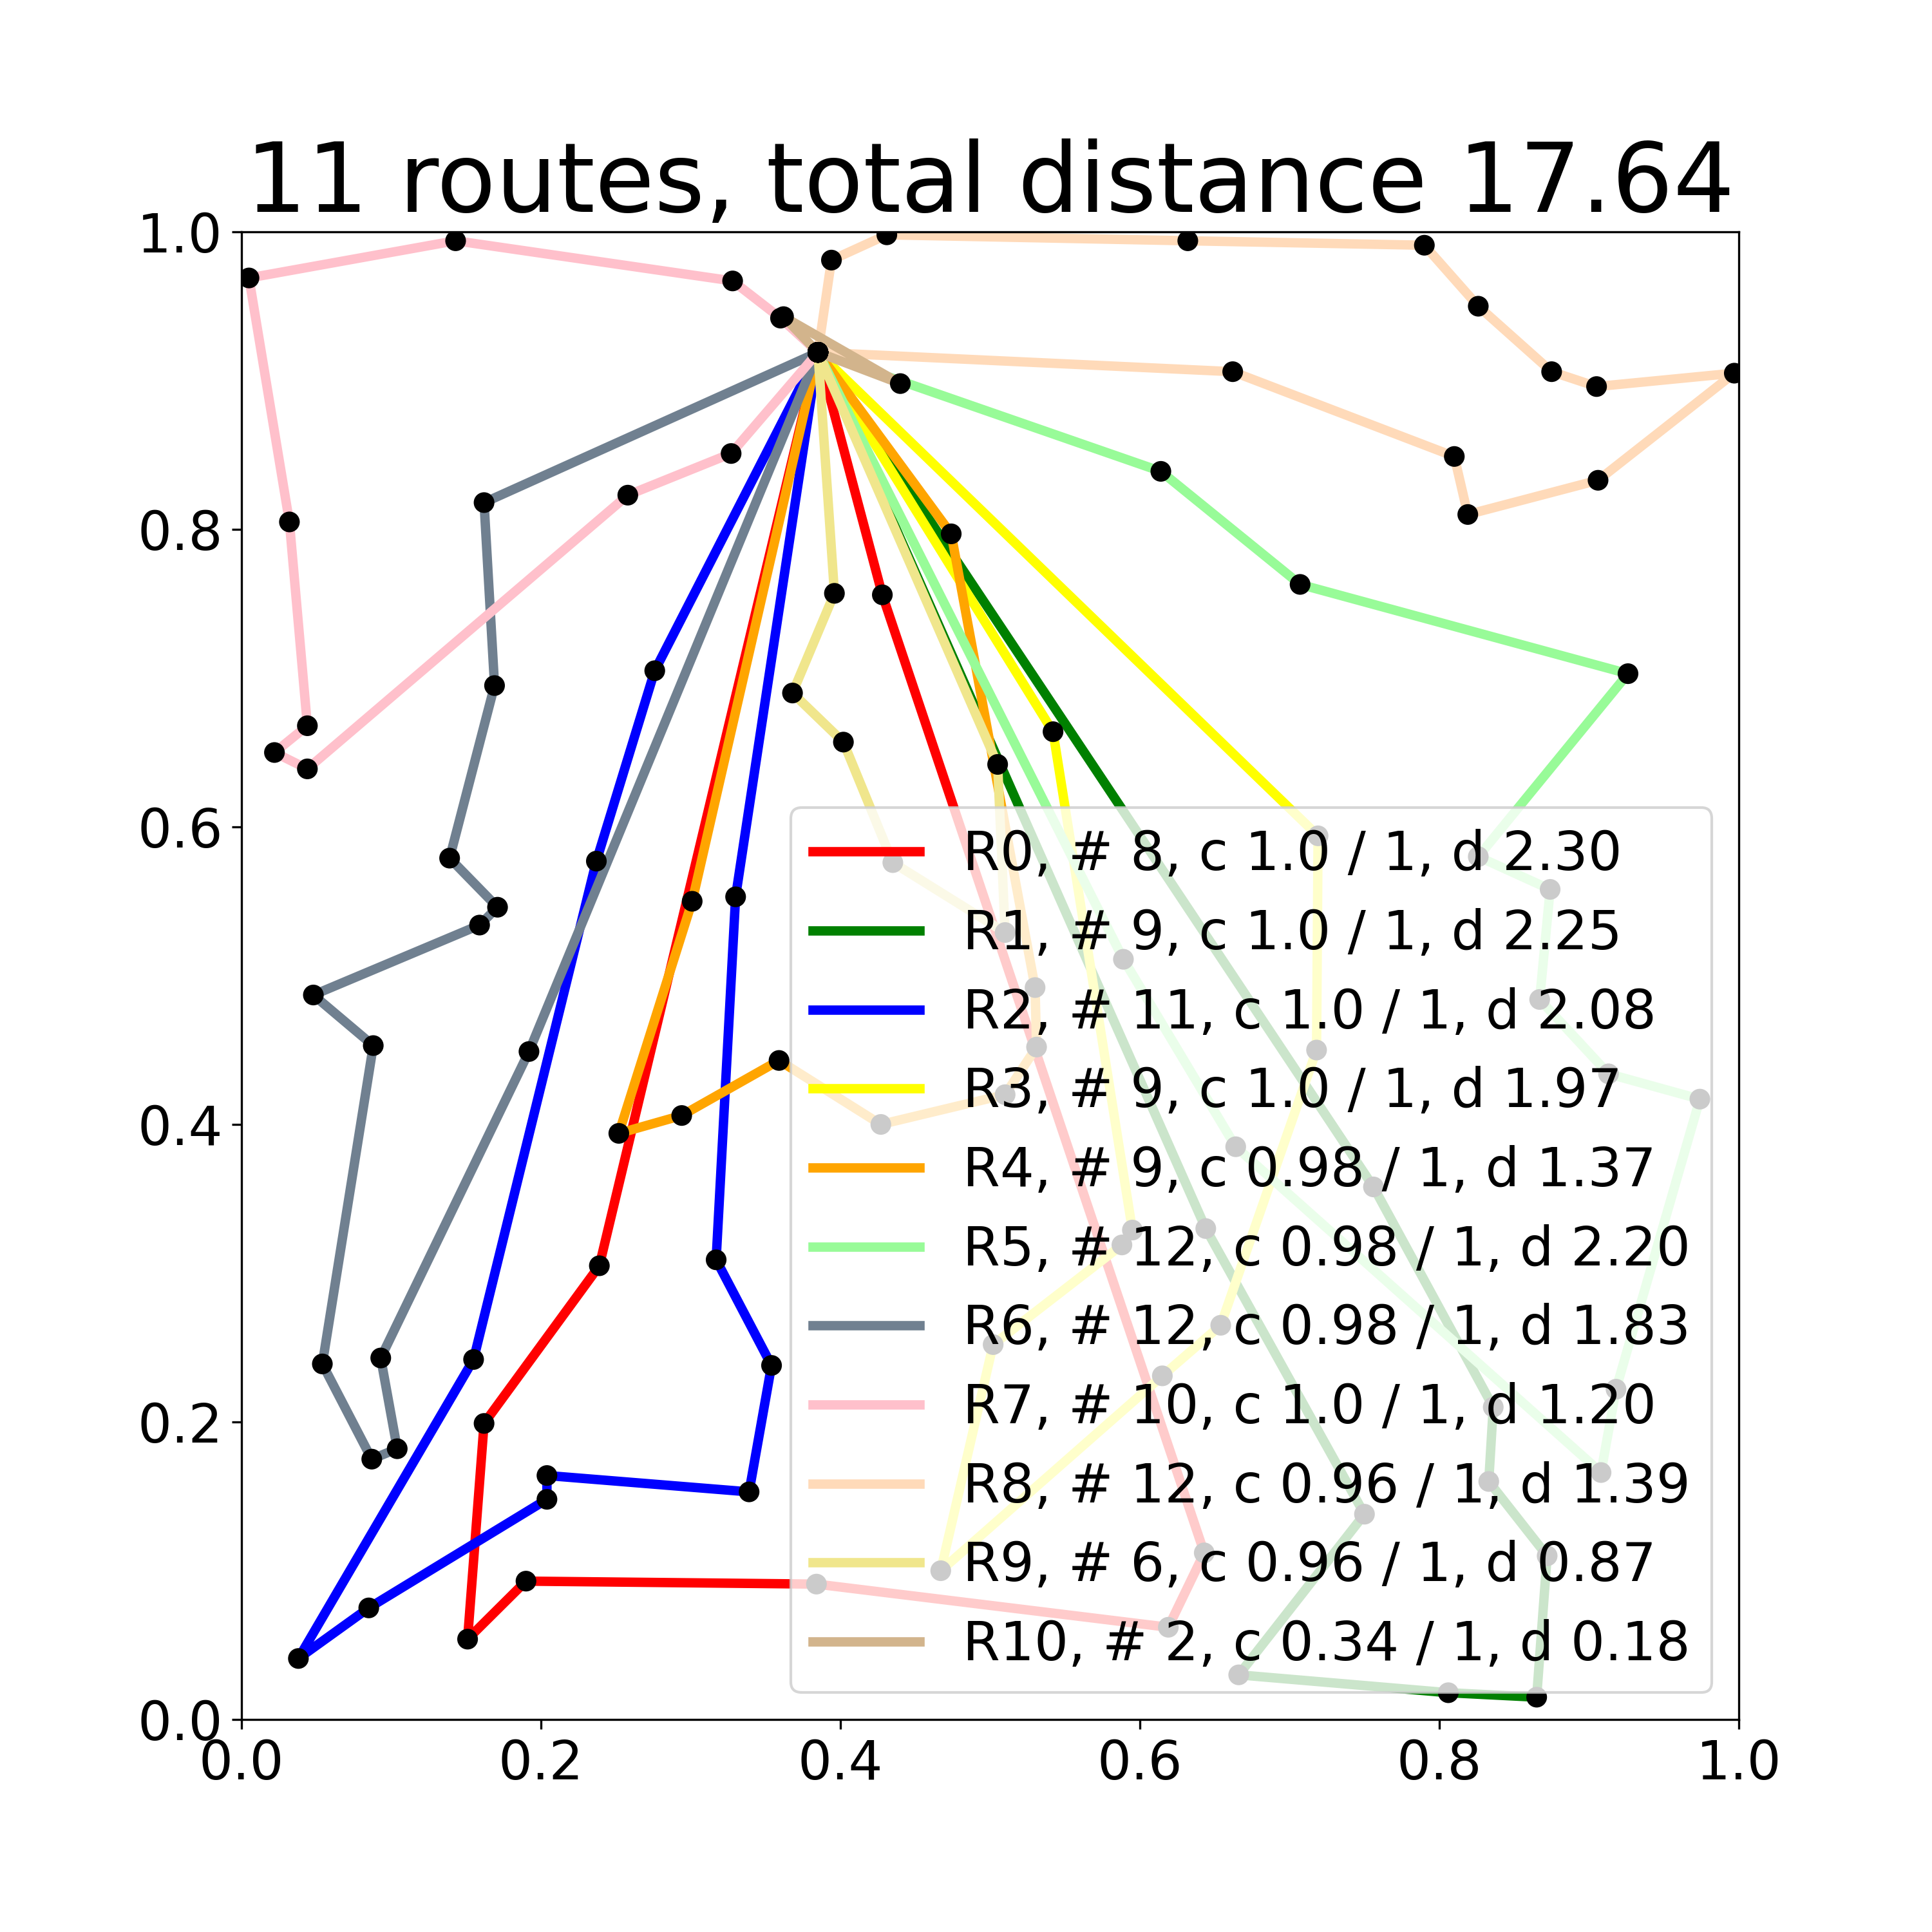 11 routes, total distance 17.64
1.0
0.8
0.6
0.4
0.2
0.0
R0, # 8, c 1.0 / 1, d 2.30
R1, # 9, c 1.0 / 1, d 2.25
R2, # 11, c 1.0 / 1, d 2.08
R3, # 9, c 1.0 / 1, d 1.97
R4, # 9, c 0.98 / 1, d 1.37
R5, # 12, c 0.98 / 1, d 2.20
R6, # 12, c 0.98 / 1, d 1.83
R7, # 10, c 1.0 / 1, d 1.20
R8, # 12, c 0.96 / 1, d 1.39
R9, # 6, c 0.96 / 1, d 0.87
R10, # 2, c 0.34 / 1, d 0.18
0.0 0.2 0.4 0.6 0.8 1.0